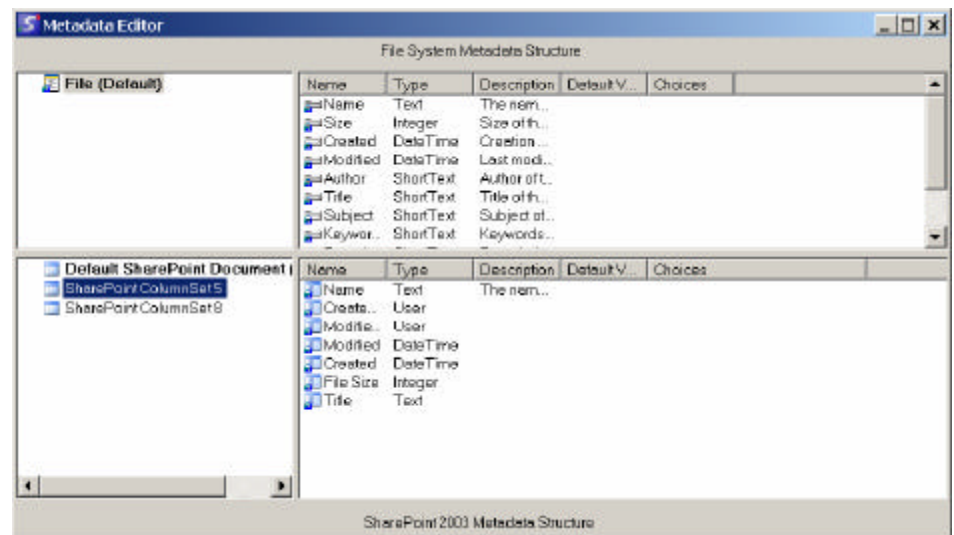 Metadata Editor
File System Metadata Structure
File (Default)
Name Type Description Default V... Choices
Name Text The nam...
Size Integer Size of th...
Created DateTime Creation ...
Modified DateTime Last modi...
Author ShortText Author of t...
Title ShortText Title of th...
Subject ShortText Subject of...
Keywor... ShortText Keywords...
Default SharePoint Document
SharePoint ColumnSet 5
SharePoint ColumnSet 8
Name Type Description Default V... Choices
Name Text The nam...
Create... User
Modifie... User
Modified DateTime
Created DateTime
File Size Integer
Title Text
SharePoint 2003 Metadata Structure